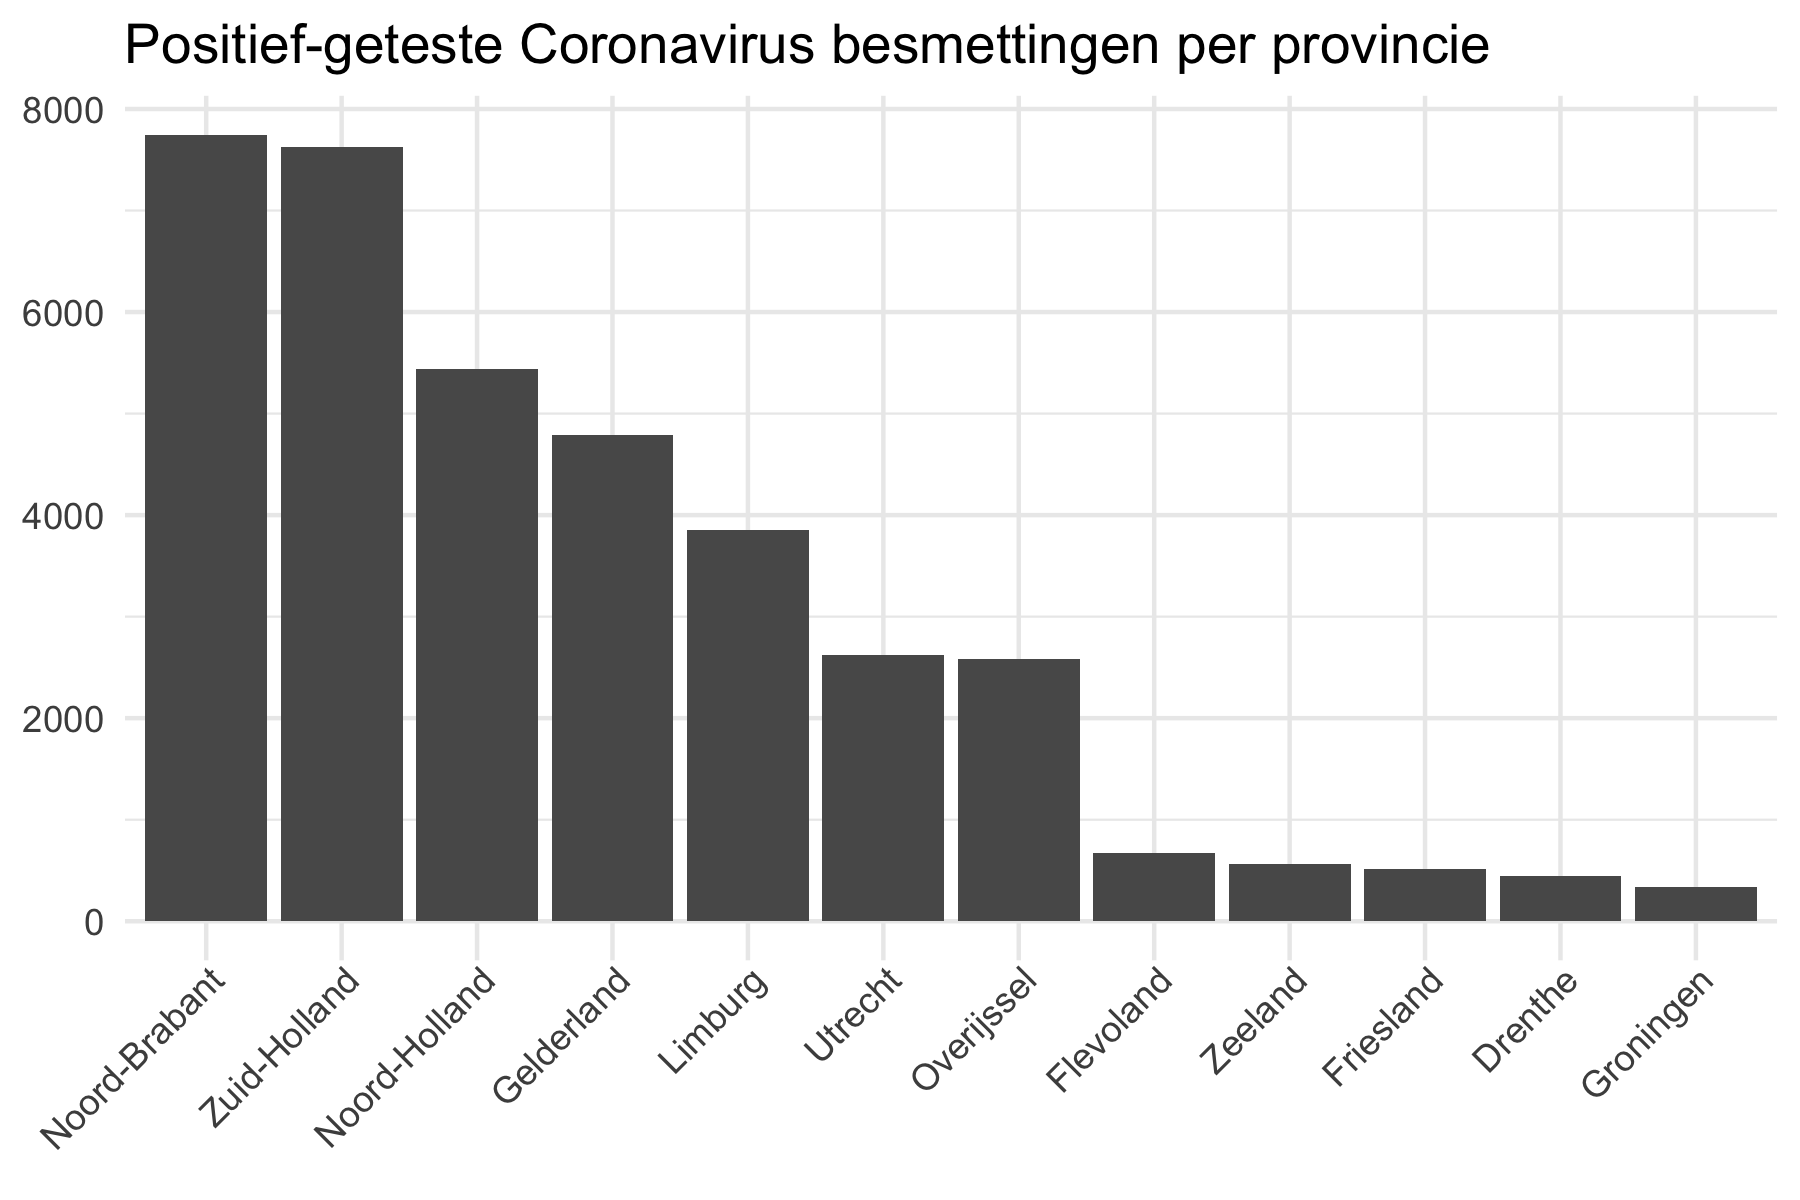 Positief-geteste Coronavirus besmettingen per provincie
8000
6000
4000
2000
0
Noord-Brabant
Zuid-Holland
Noord-Holland
Gelderland
Limburg
Utrecht
Overijssel
Flevoland
Zeeland
Friesland
Drenthe
Groningen